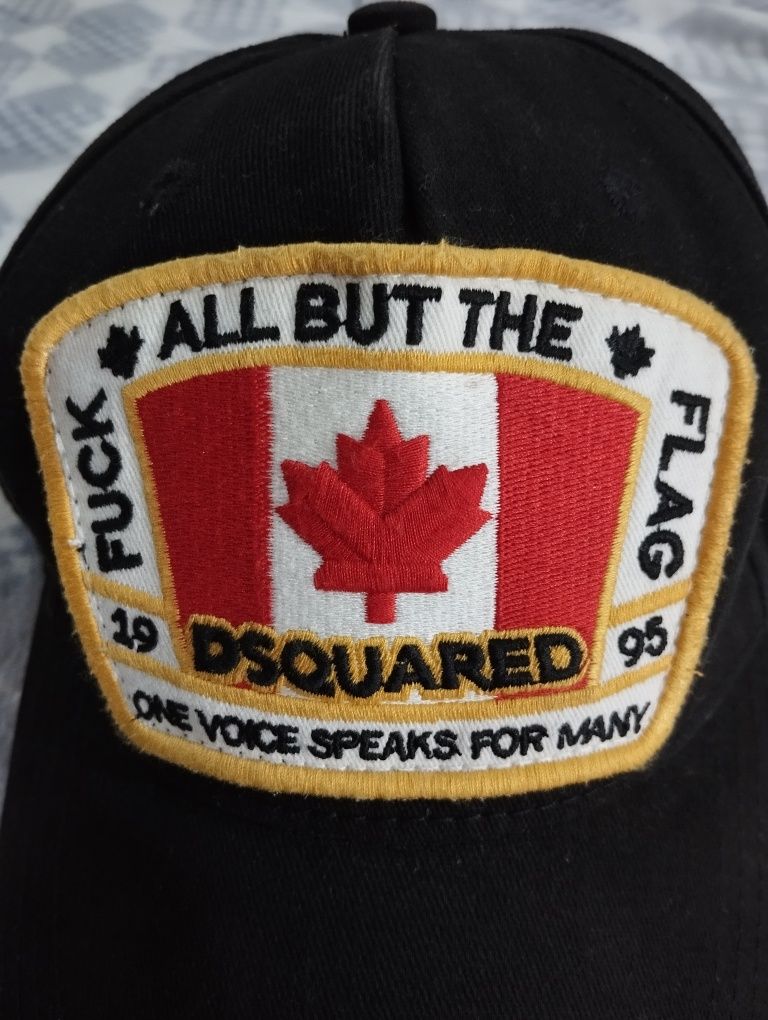 FUCK ALL BUT THE FLAG
19 95
DSQUARED
ONE VOICE SPEAKS FOR MANY